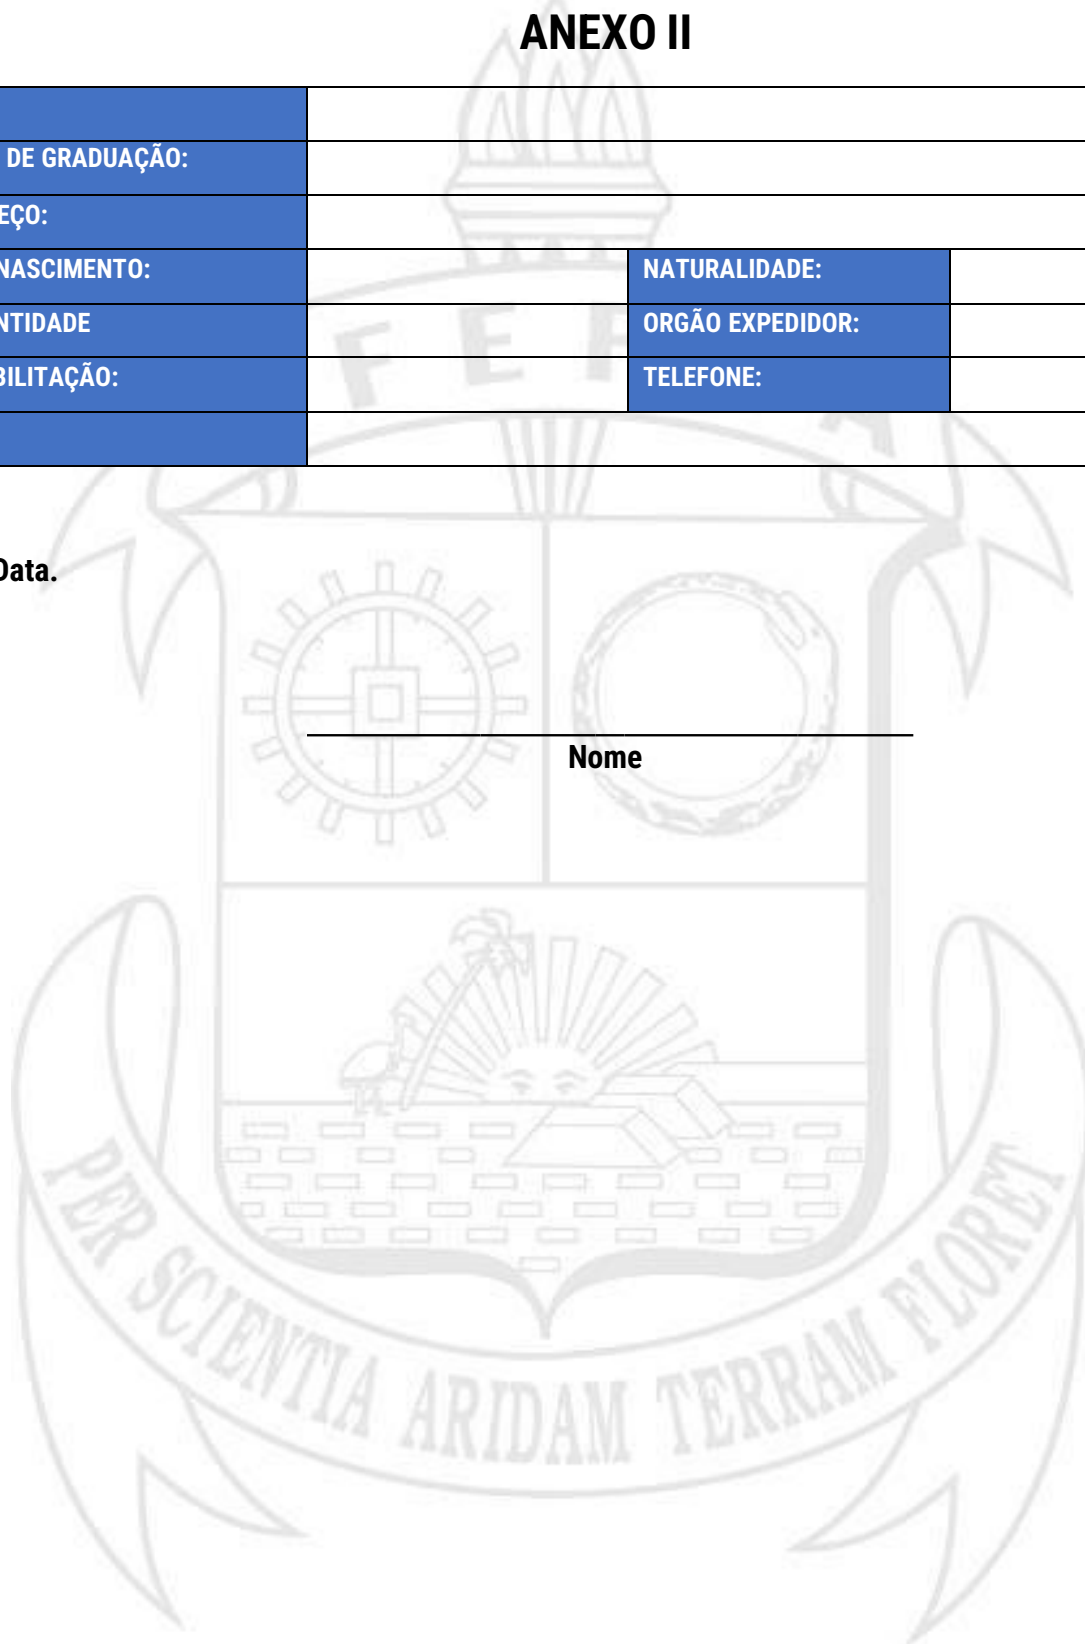 ANEXO II
DE GRADUAÇÃO:
EÇO:
NASCIMENTO: NATURALIDADE:
NTIDADE ORGÃO EXPEDIDOR:
BILITAÇÃO: TELEFONE:
Data.
Nome
PER SCIENTIA ARIDAM TERRAM FLORET